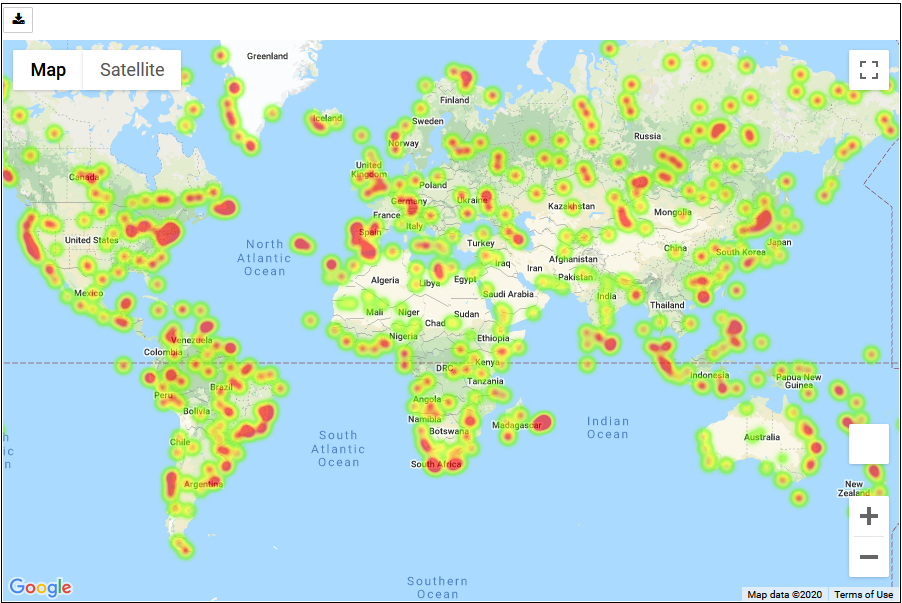 Map
Satellite
Greenland
Iceland
Finland
Sweden
Norway
Russia
Canada
United
Kingdom
Poland
Germany
Ukraine
Kazakhstan
Mongolia
France
Italy
Spain
United States
North
Atlantic
Ocean
Turkey
China
South Korea
Japan
Afghanistan
Iraq
Iran
Pakistan
Algeria
Libya
Egypt
Saudi Arabia
India
Mexico
Mali
Niger
Chad
Sudan
Thailand
Nigeria
Ethiopia
Venezuela
Colombia
DRC
Kenya
Tanzania
Indonesia
Papua New
Guinea
Peru
Brazil
Bolivia
Angola
Namibia
Botswana
Madagascar
Indian
Ocean
Australia
Chile
South
Atlantic
Ocean
South Africa
Argentina
New
Zealand
Southern
Ocean
Google
Map data ©2020
Terms of Use